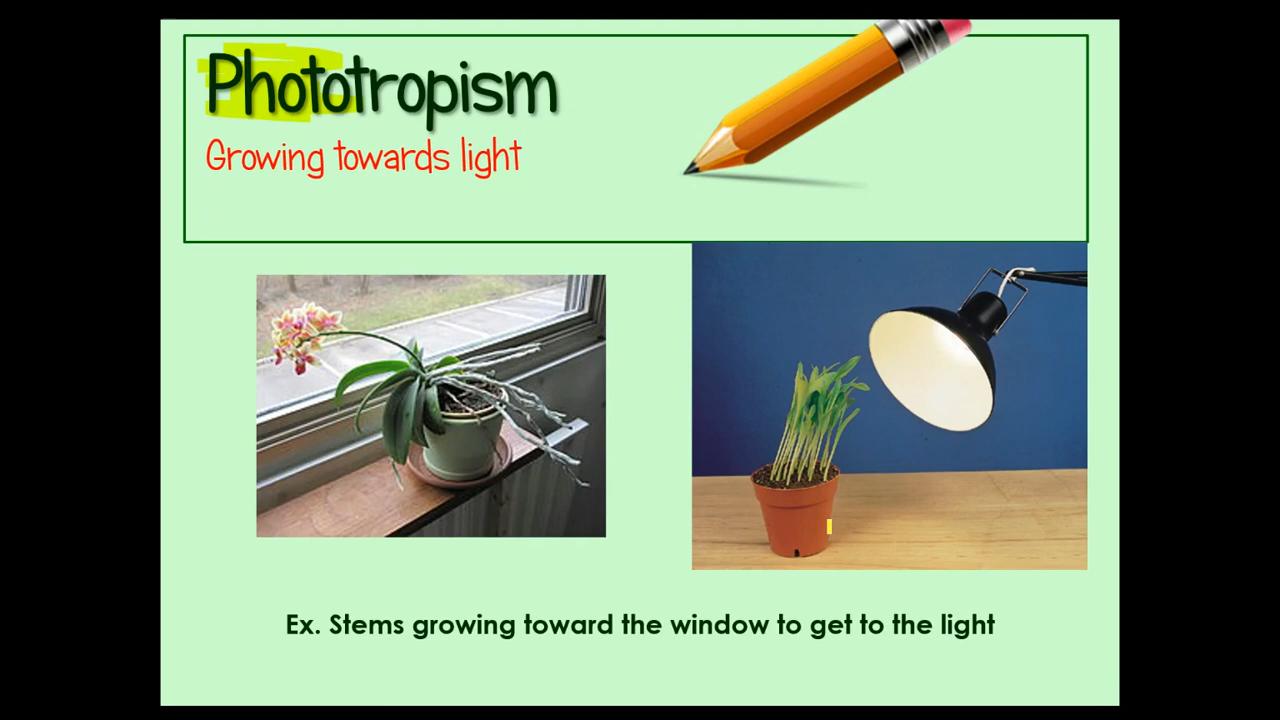 Phototropism
Growing towards light
Ex. Stems growing toward the window to get to the light